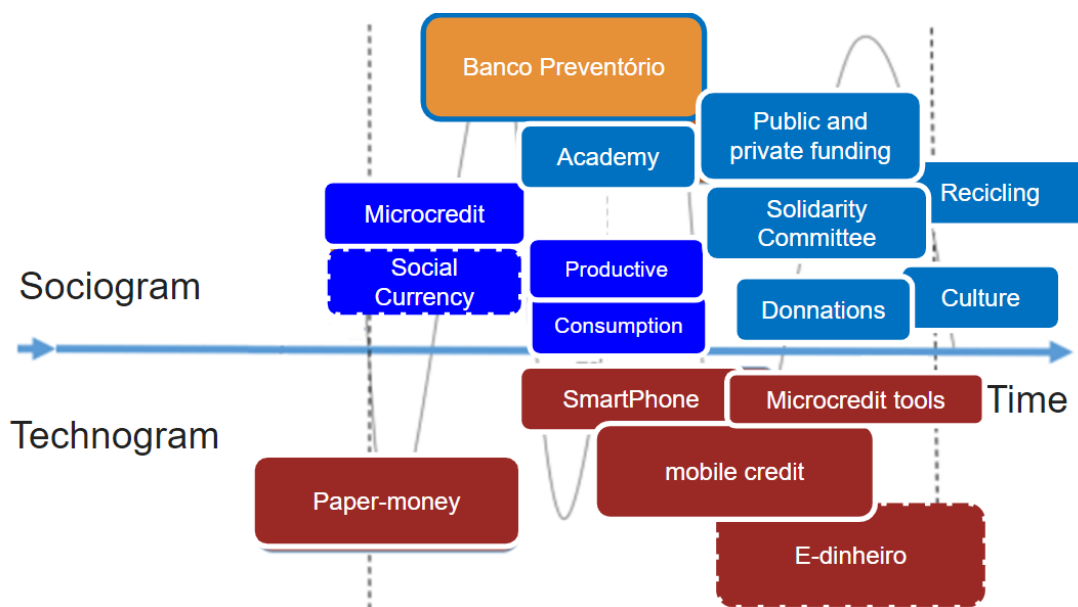 Banco Preventório
Public and
private funding
Academy
Recicling
Microcredit
Solidarity
Committee
Social
Currency
Productive
Sociogram
Culture
Donnations
Consumption
SmartPhone
Microcredit tools
Time
Technogram
mobile credit
Paper-money
E-dinheiro